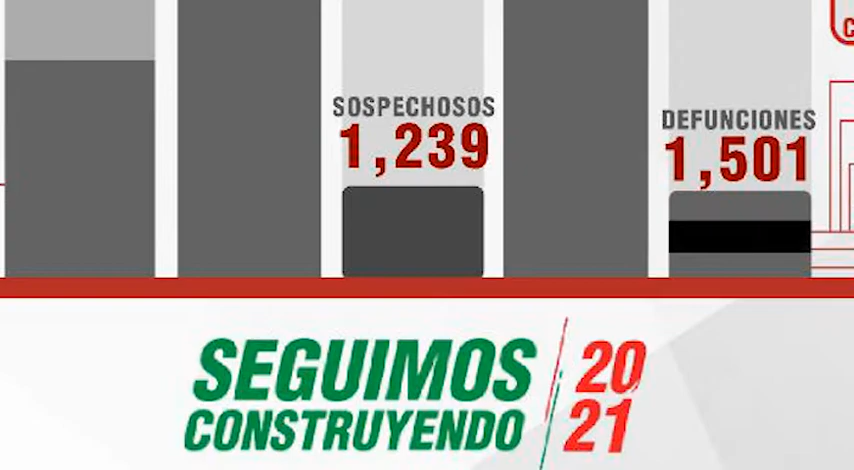 SOSPECHOSOS
1,239
DEFUNCIONES
1,501
SEGUIMOS
CONSTRUYENDO
20
21